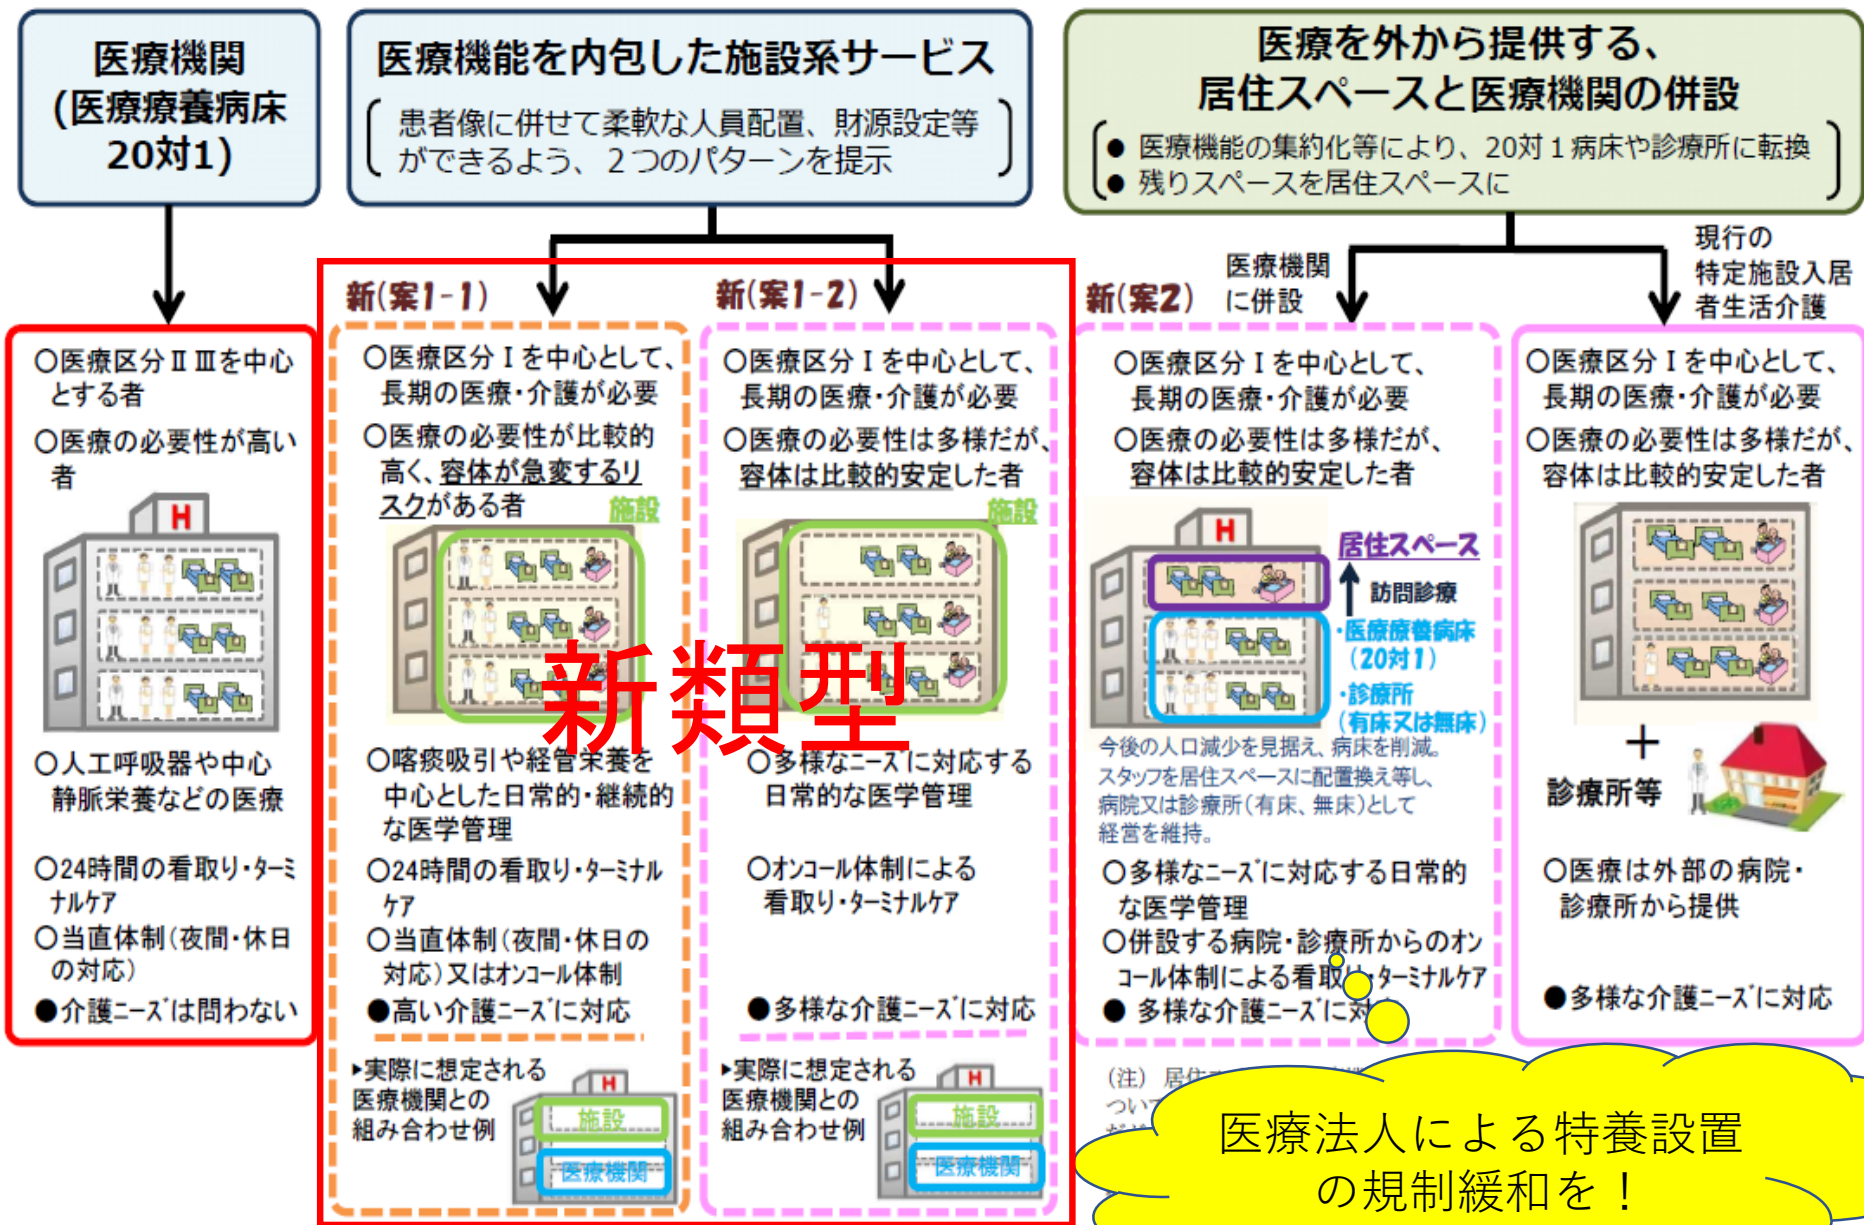 医療機関
(医療療養病床
20対1)
医療機能を内包した施設系サービス
患者像に併せて柔軟な人員配置、財源設定等
ができるよう、２つのパターンを提示
医療を外から提供する、
居住スペースと医療機関の併設
● 医療機能の集約化等により、20対１病床や診療所に転換
● 残りスペースを居住スペースに
新(案1-1)
新(案1-2)
新(案2)
医療機関
に併設
現行の
特定施設入居
者生活介護
○医療区分ⅡⅢを中心
とする者
○医療の必要性が高い
者
H
○人工呼吸器や中心
静脈栄養などの医療
○24時間の看取り・ターミ
ナルケア
○当直体制(夜間・休日
の対応)
●介護ニーズは問わない
○医療区分Ⅰを中心として、
長期の医療・介護が必要
○医療の必要性が比較的
高く、容体が急変するリ
スクがある者
施設
○喀痰吸引や経管栄養を
中心とした日常的・継続的
な医学管理
○24時間の看取り・ターミナル
ケア
○当直体制(夜間・休日の
対応)又はオンコール体制
●高い介護ニーズに対応
▶実際に想定される
医療機関との
組み合わせ例
H
施設
医療機関
○医療区分Ⅰを中心として、
長期の医療・介護が必要
○医療の必要性は多様だが、
容体は比較的安定した者
施設
新類型
○多様なニーズに対応する
日常的な医学管理
○オンコール体制による
看取り・ターミナルケア
●多様な介護ニーズに対応
▶実際に想定される
医療機関との
組み合わせ例
H
施設
医療機関
○医療区分Ⅰを中心として、
長期の医療・介護が必要
○医療の必要性は多様だが、
容体は比較的安定した者
H
居住スペース
訪問診療
・医療療養病床
(20対1)
・診療所
(有床又は無床)
今後の人口減少を見据え、病床を削減。
スタッフを居住スペースに配置換え等し、
病院又は診療所(有床、無床)として
経営を維持。
○多様なニーズに対応する日常的
な医学管理
○併設する病院・診療所からのオン
コール体制による看取り・ターミナルケア
● 多様な介護ニーズに対
(注) 居住
ついて
○医療区分Ⅰを中心として、
長期の医療・介護が必要
○医療の必要性は多様だが、
容体は比較的安定した者
＋
診療所等
○医療は外部の病院・
診療所から提供
●多様な介護ニーズに対応
医療法人による特養設置
の規制緩和を！